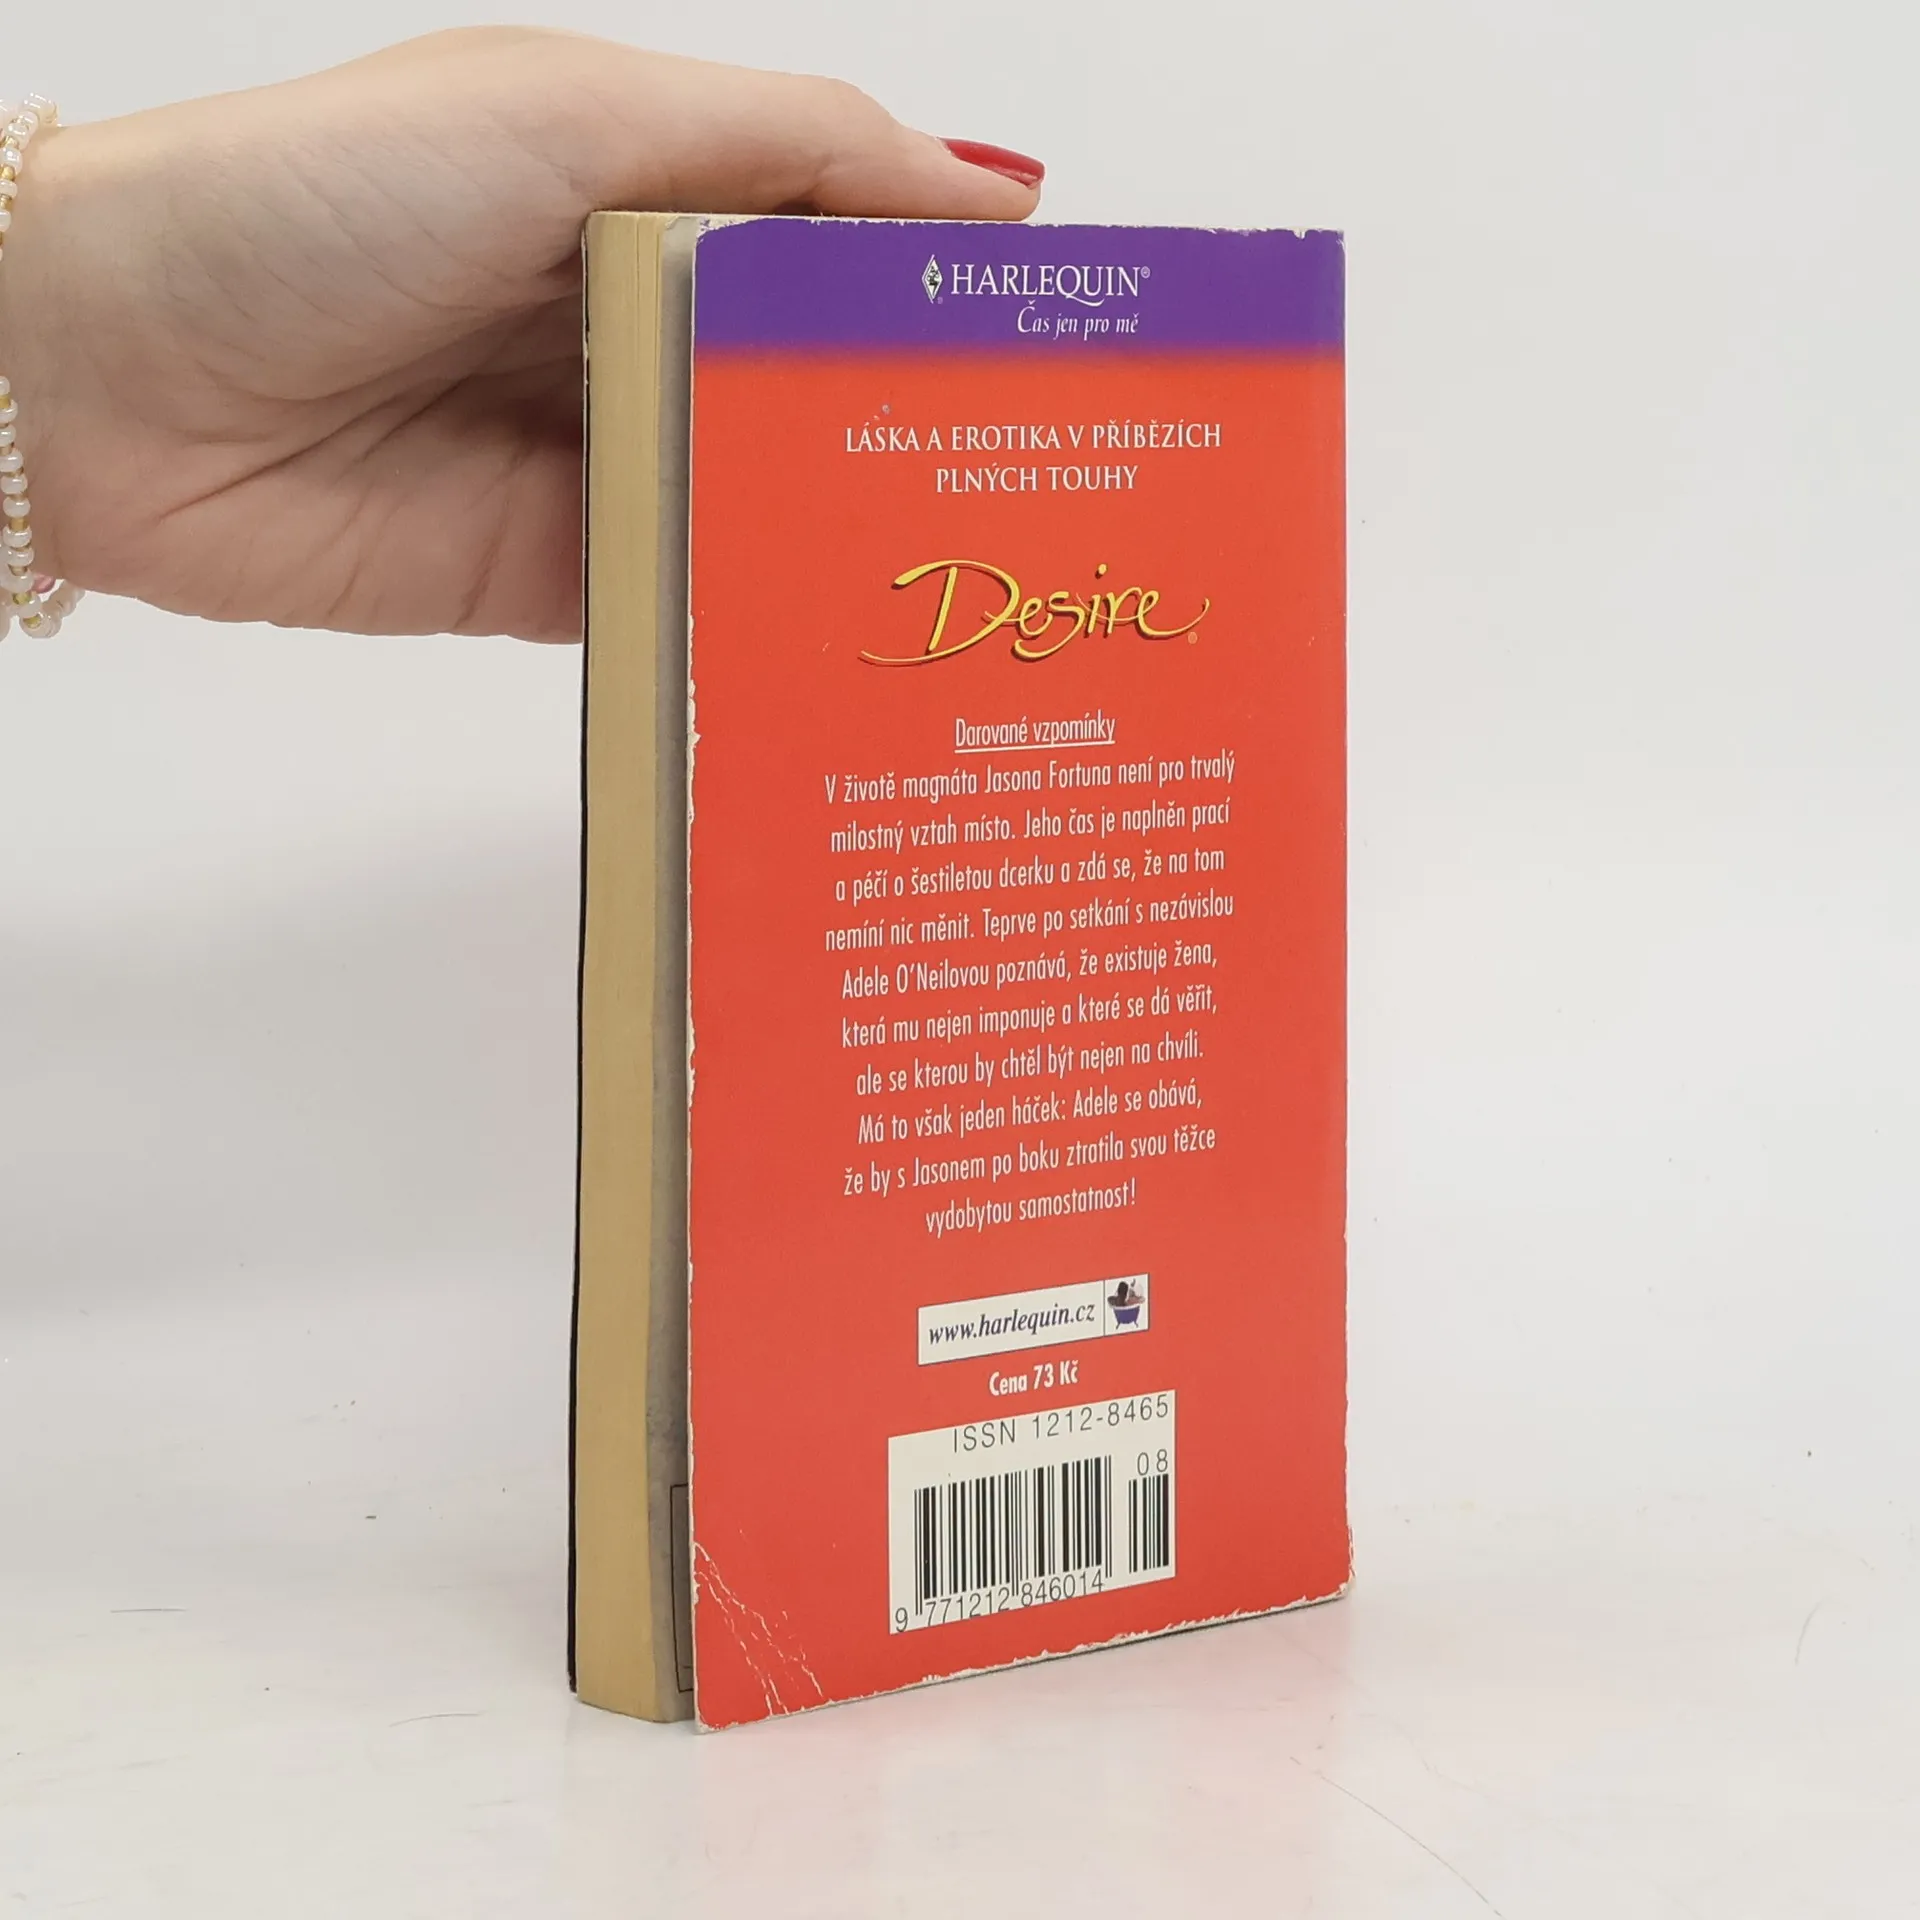 HARLEQUIN®
Čas jen pro mě
LÁSKA A EROTIKA V PŘÍBĚZÍCH
PLNÝCH TOUHY
Desire®
Darované vzpomínky
V životě magnáta Jasona Fortuna není pro trvalý
milostný vztah místo. Jeho čas je naplněn prací
a péčí o šestiletou dcerku a zdá se, že na tom
nemíní nic měnit. Teprve po setkání s nezávislou
Adele O'Neilovou poznává, že existuje žena,
která mu nejen imponuje a které se dá věřit,
ale se kterou by chtěl být nejen na chvíli.
Má to však jeden háček: Adele se obává,
že by s Jasonem po boku ztratila svou těžce
vydobytou samostatnost!
www.harlequin.cz
Cena 73 Kč
ISSN 1212-8465
08
9 771212 846014